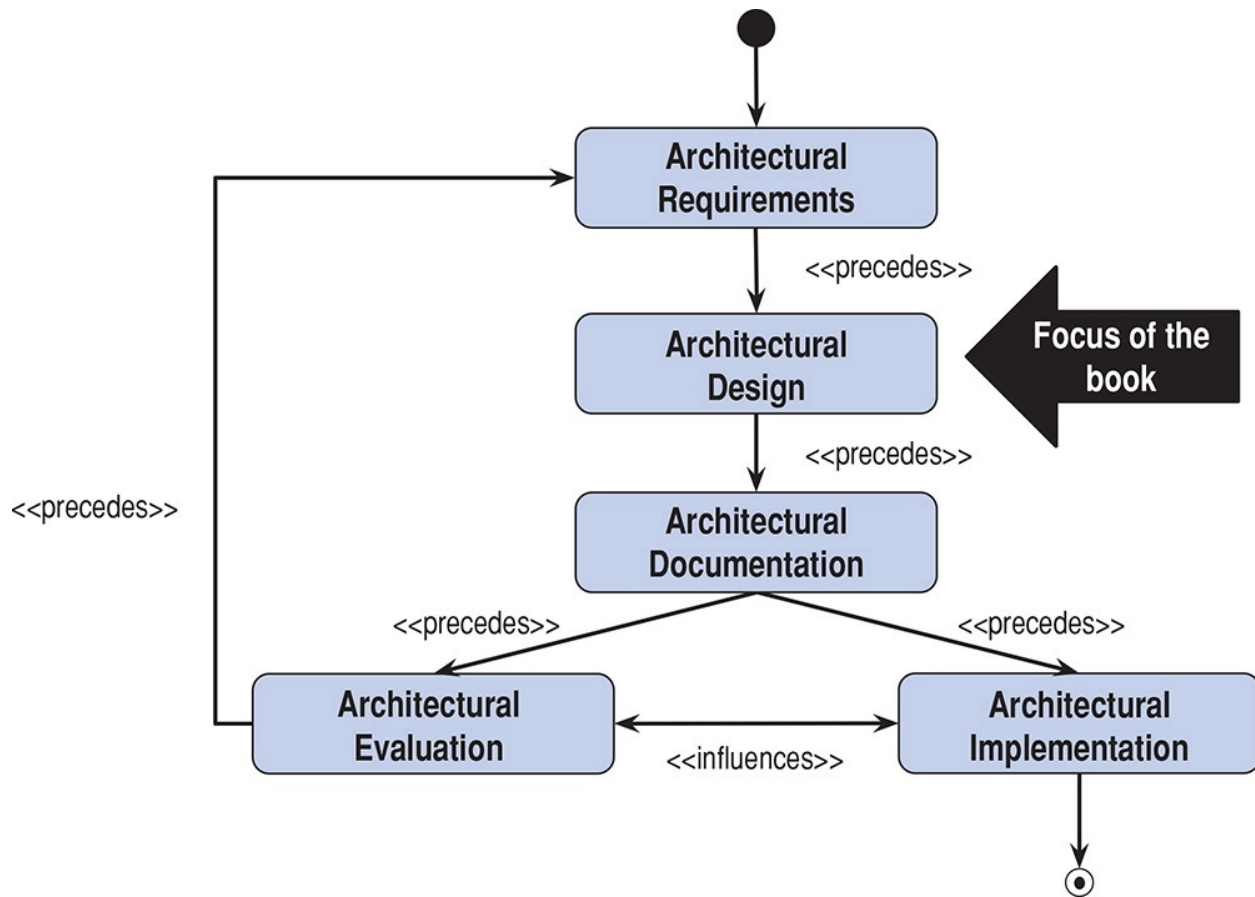 Architectural
Requirements
<<precedes>>
Architectural
Design
Focus of the
book
<<precedes>>
<<precedes>>
Architectural
Documentation
<<precedes>>
<<precedes>>
Architectural
Evaluation
<<influences>>
Architectural
Implementation